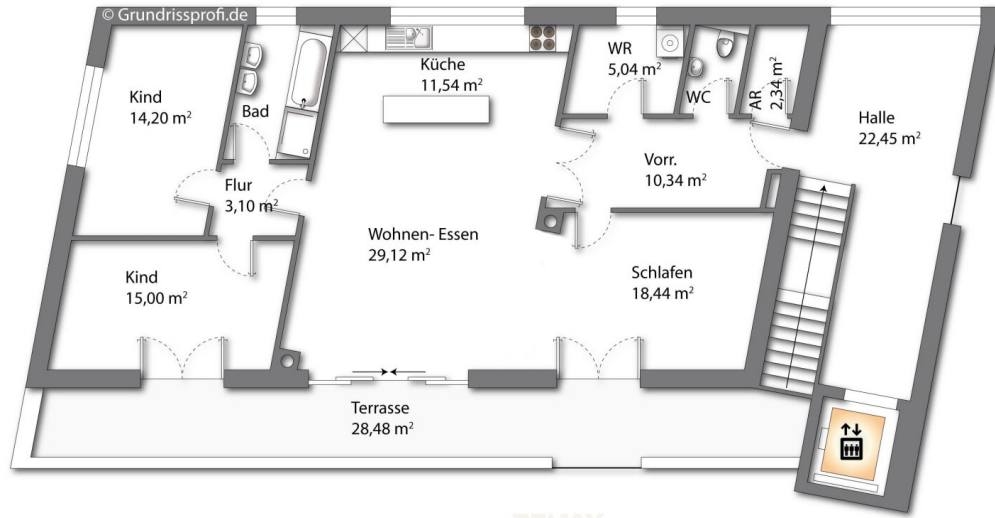 © Grundrissprofi.de
Kind
14,20 m²
Bad
Küche
11,54 m²
WR
5,04 m²
WC
AR
2,34 m²
Halle
22,45 m²
Flur
3,10 m²
Vorr.
10,34 m²
Wohnen- Essen
29,12 m²
Kind
15,00 m²
Schlafen
18,44 m²
Terrasse
28,48 m²